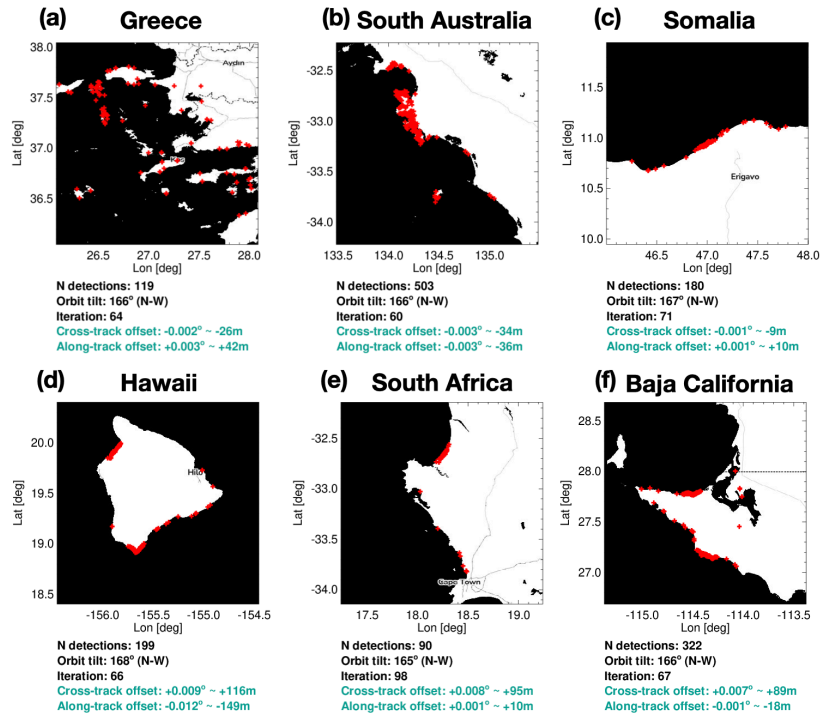 (a) Greece
38.0
37.5
37.0
36.5
Lat [deg]
Aydin
26.5 27.0 27.5 28.0
Lon [deg]
N detections: 119
Orbit tilt: 166° (N-W)
Iteration: 64
Cross-track offset: -0.002° ~ -26m
Along-track offset: +0.003° ~ +42m
(b) South Australia
-32.5
-33.0
-33.5
-34.0
Lat [deg]
133.5 134.0 134.5 135.0
Lon [deg]
N detections: 503
Orbit tilt: 166° (N-W)
Iteration: 60
Cross-track offset: -0.003° ~ -34m
Along-track offset: -0.003° ~ -36m
(c) Somalia
11.5
11.0
10.5
10.0
Lat [deg]
Erigavo
46.5 47.0 47.5 48.0
Lon [deg]
N detections: 180
Orbit tilt: 167° (N-W)
Iteration: 71
Cross-track offset: -0.001° ~ -9m
Along-track offset: +0.001° ~ +10m
(d) Hawaii
20.0
19.5
19.0
18.5
Lat [deg]
Hilo
-156.0 -155.5 -155.0 -154.5
Lon [deg]
N detections: 199
Orbit tilt: 168° (N-W)
Iteration: 66
Cross-track offset: +0.009° ~ +116m
Along-track offset: -0.012° ~ -149m
(e) South Africa
-32.5
-33.0
-33.5
-34.0
Lat [deg]
Cape Town
17.5 18.0 18.5 19.0
Lon [deg]
N detections: 90
Orbit tilt: 165° (N-W)
Iteration: 98
Cross-track offset: +0.008° ~ +95m
Along-track offset: +0.001° ~ +10m
(f) Baja California
28.5
28.0
27.5
27.0
Lat [deg]
-115.0 -114.5 -114.0 -113.5
Lon [deg]
N detections: 322
Orbit tilt: 166° (N-W)
Iteration: 67
Cross-track offset: +0.007° ~ +89m
Along-track offset: -0.001° ~ -18m